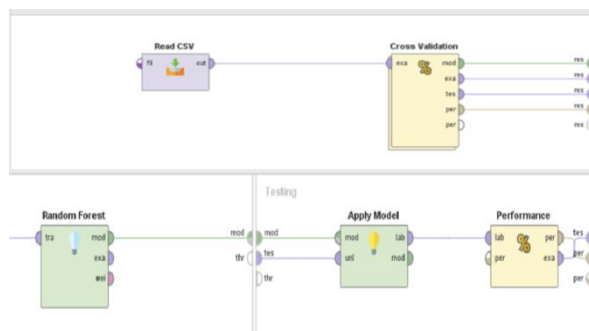 Read CSV
Cross Validation
fil
out
exa
mod
exa
tes
per
per
res
res
res
res
res
Testing
Random Forest
tra
mod
exa
wei
mod
thr
mod
tes
thr
Apply Model
mod
unl
lab
mod
Performance
lab
per
per
exa
tes
per
per